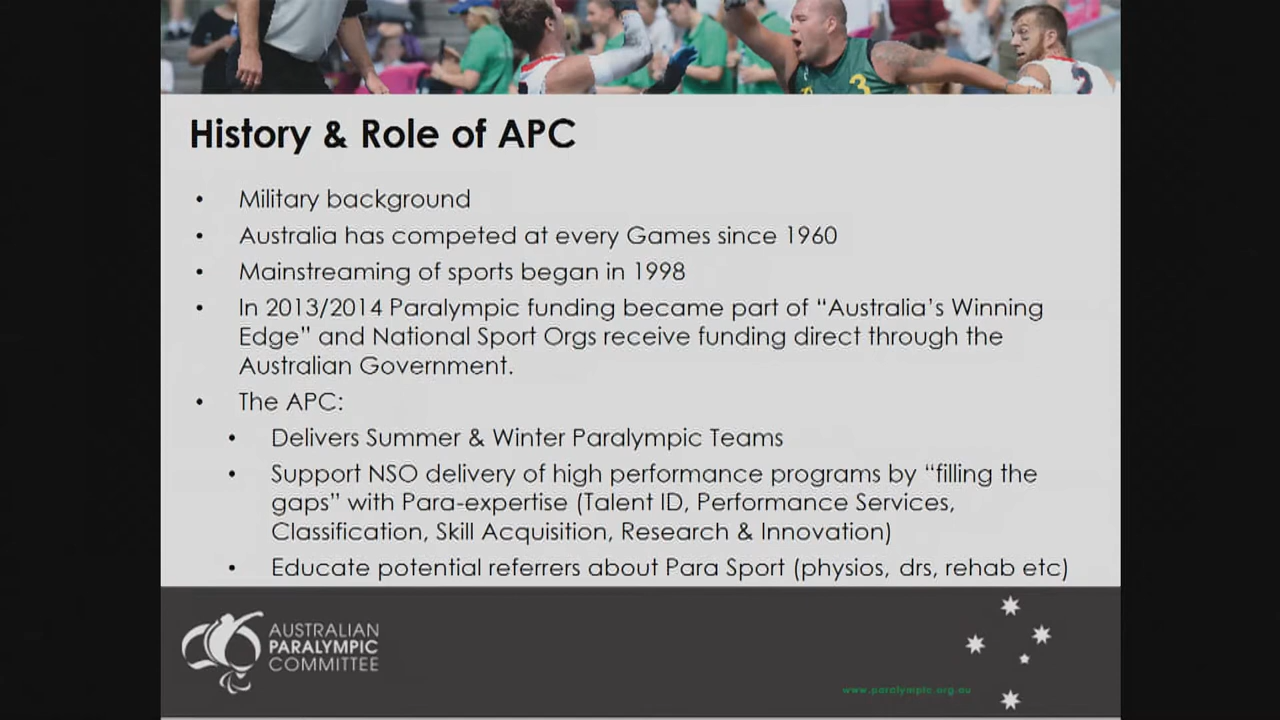 3
History & Role of APC
• Military background
• Australia has competed at every Games since 1960
• Mainstreaming of sports began in 1998
• In 2013/2014 Paralympic funding became part of “Australia’s Winning
Edge” and National Sport Orgs receive funding direct through the
Australian Government.
• The APC:
• Delivers Summer & Winter Paralympic Teams
• Support NSO delivery of high performance programs by “filling the
gaps” with Para-expertise (Talent ID, Performance Services,
Classification, Skill Acquisition, Research & Innovation)
• Educate potential referrers about Para Sport (physios, drs, rehab etc)
AUSTRALIAN
PARALYMPIC
COMMITTEE
www.paralympic.org.au